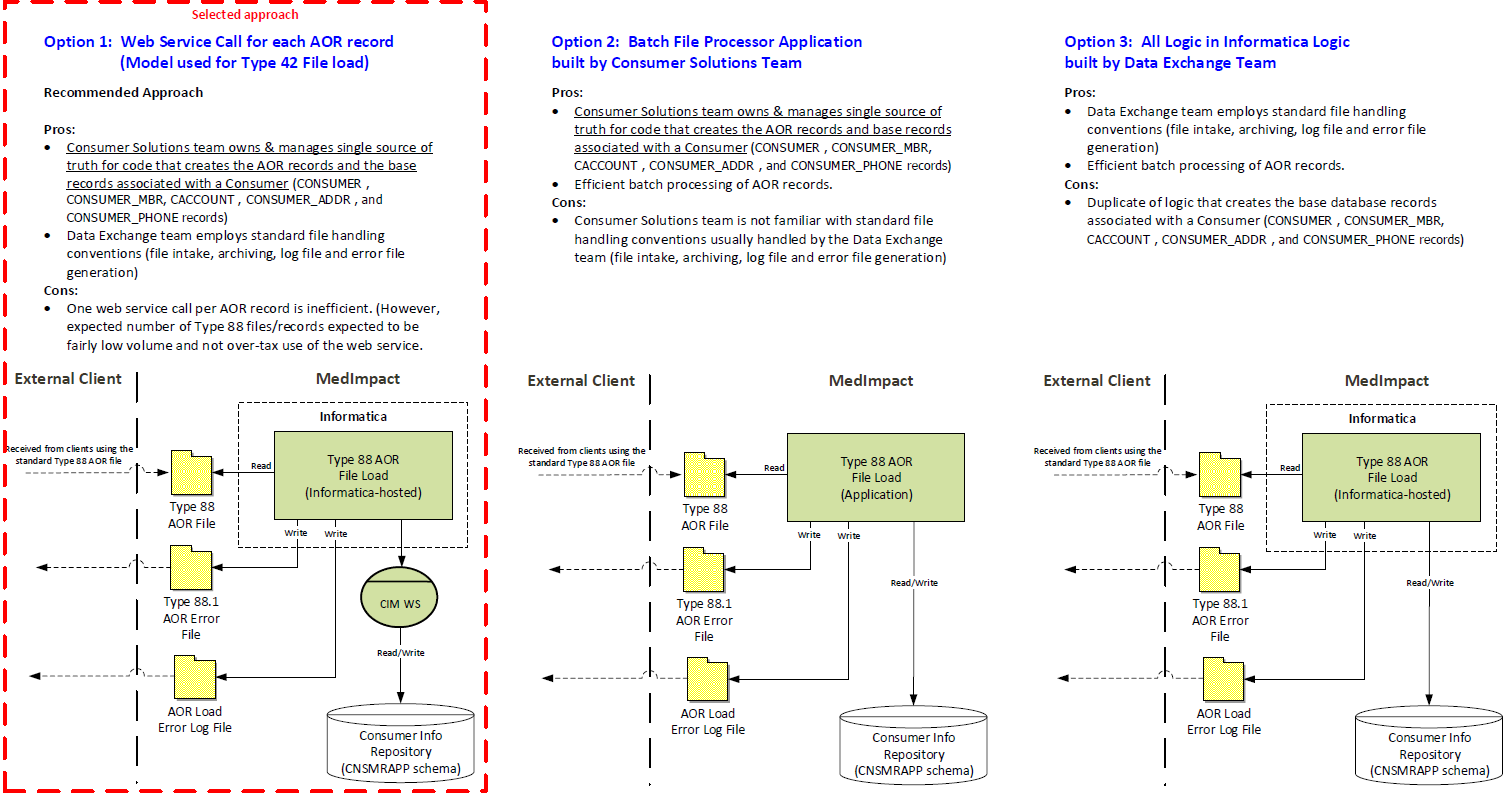 Selected approach
Option 1:  Web Service Call for each AOR record
(Model used for Type 42 File load)
Recommended Approach
Pros:
• Consumer Solutions team owns & manages single source of
truth for code that creates the AOR records and the base
records associated with a Consumer (CONSUMER ,
CONSUMER_MBR, CACCOUNT , CONSUMER_ADDR , and
CONSUMER_PHONE records)
• Data Exchange team employs standard file handling
conventions (file intake, archiving, log file and error file
generation)
Cons:
• One web service call per AOR record is inefficient. (However,
expected number of Type 88 files/records expected to be
fairly low volume and not over-tax use of the web service.
External Client
MedImpact
Informatica
Received from clients using the
standard Type 88 AOR file
Read
Type 88 AOR
File Load
(Informatica-hosted)
Type 88
AOR File
Write
Write
Type 88.1
AOR Error
File
CIM WS
Read/Write
AOR Load
Error Log File
Consumer Info
Repository
(CNSMRAPP schema)
Option 2:  Batch File Processor Application
built by Consumer Solutions Team
Pros:
• Consumer Solutions team owns & manages single source of
truth for code that creates the AOR records and base records
associated with a Consumer (CONSUMER , CONSUMER_MBR,
CACCOUNT , CONSUMER_ADDR , and CONSUMER_PHONE records)
• Efficient batch processing of AOR records.
Cons:
• Consumer Solutions team is not familiar with standard file
handling conventions usually handled by the Data Exchange
team (file intake, archiving, log file and error file generation)
External Client
MedImpact
Received from clients using the
standard Type 88 AOR file
Read
Type 88 AOR
File Load
(Application)
Type 88
AOR File
Write
Write
Read/Write
Type 88.1
AOR Error
File
AOR Load
Error Log File
Consumer Info
Repository
(CNSMRAPP schema)
Option 3:  All Logic in Informatica Logic
built by Data Exchange Team
Pros:
• Data Exchange team employs standard file handling
conventions (file intake, archiving, log file and error file
generation)
• Efficient batch processing of AOR records.
Cons:
• Duplicate of logic that creates the base database records
associated with a Consumer (CONSUMER , CONSUMER_MBR,
CACCOUNT , CONSUMER_ADDR , and CONSUMER_PHONE records)
External Client
MedImpact
Informatica
Received from clients using the
standard Type 88 AOR file
Read
Type 88 AOR
File Load
(Informatica-hosted)
Type 88
AOR File
Write
Write
Read/Write
Type 88.1
AOR Error
File
AOR Load
Error Log File
Consumer Info
Repository
(CNSMRAPP schema)